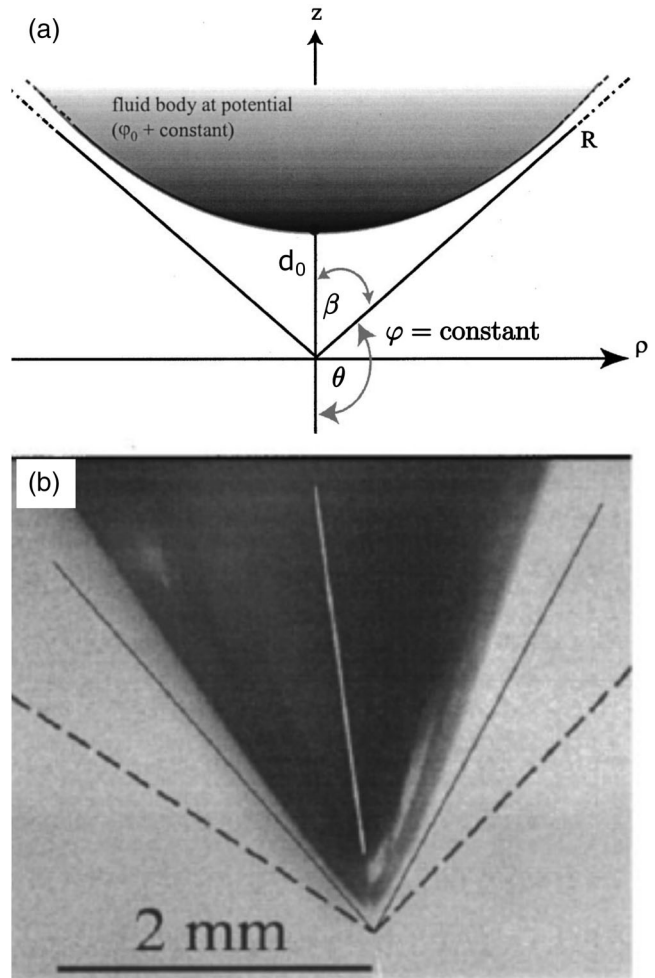 (a)
z
fluid body at potential
(φ₀ + constant)
R
d₀
β
φ = constant
ρ
θ
(b)
2 mm